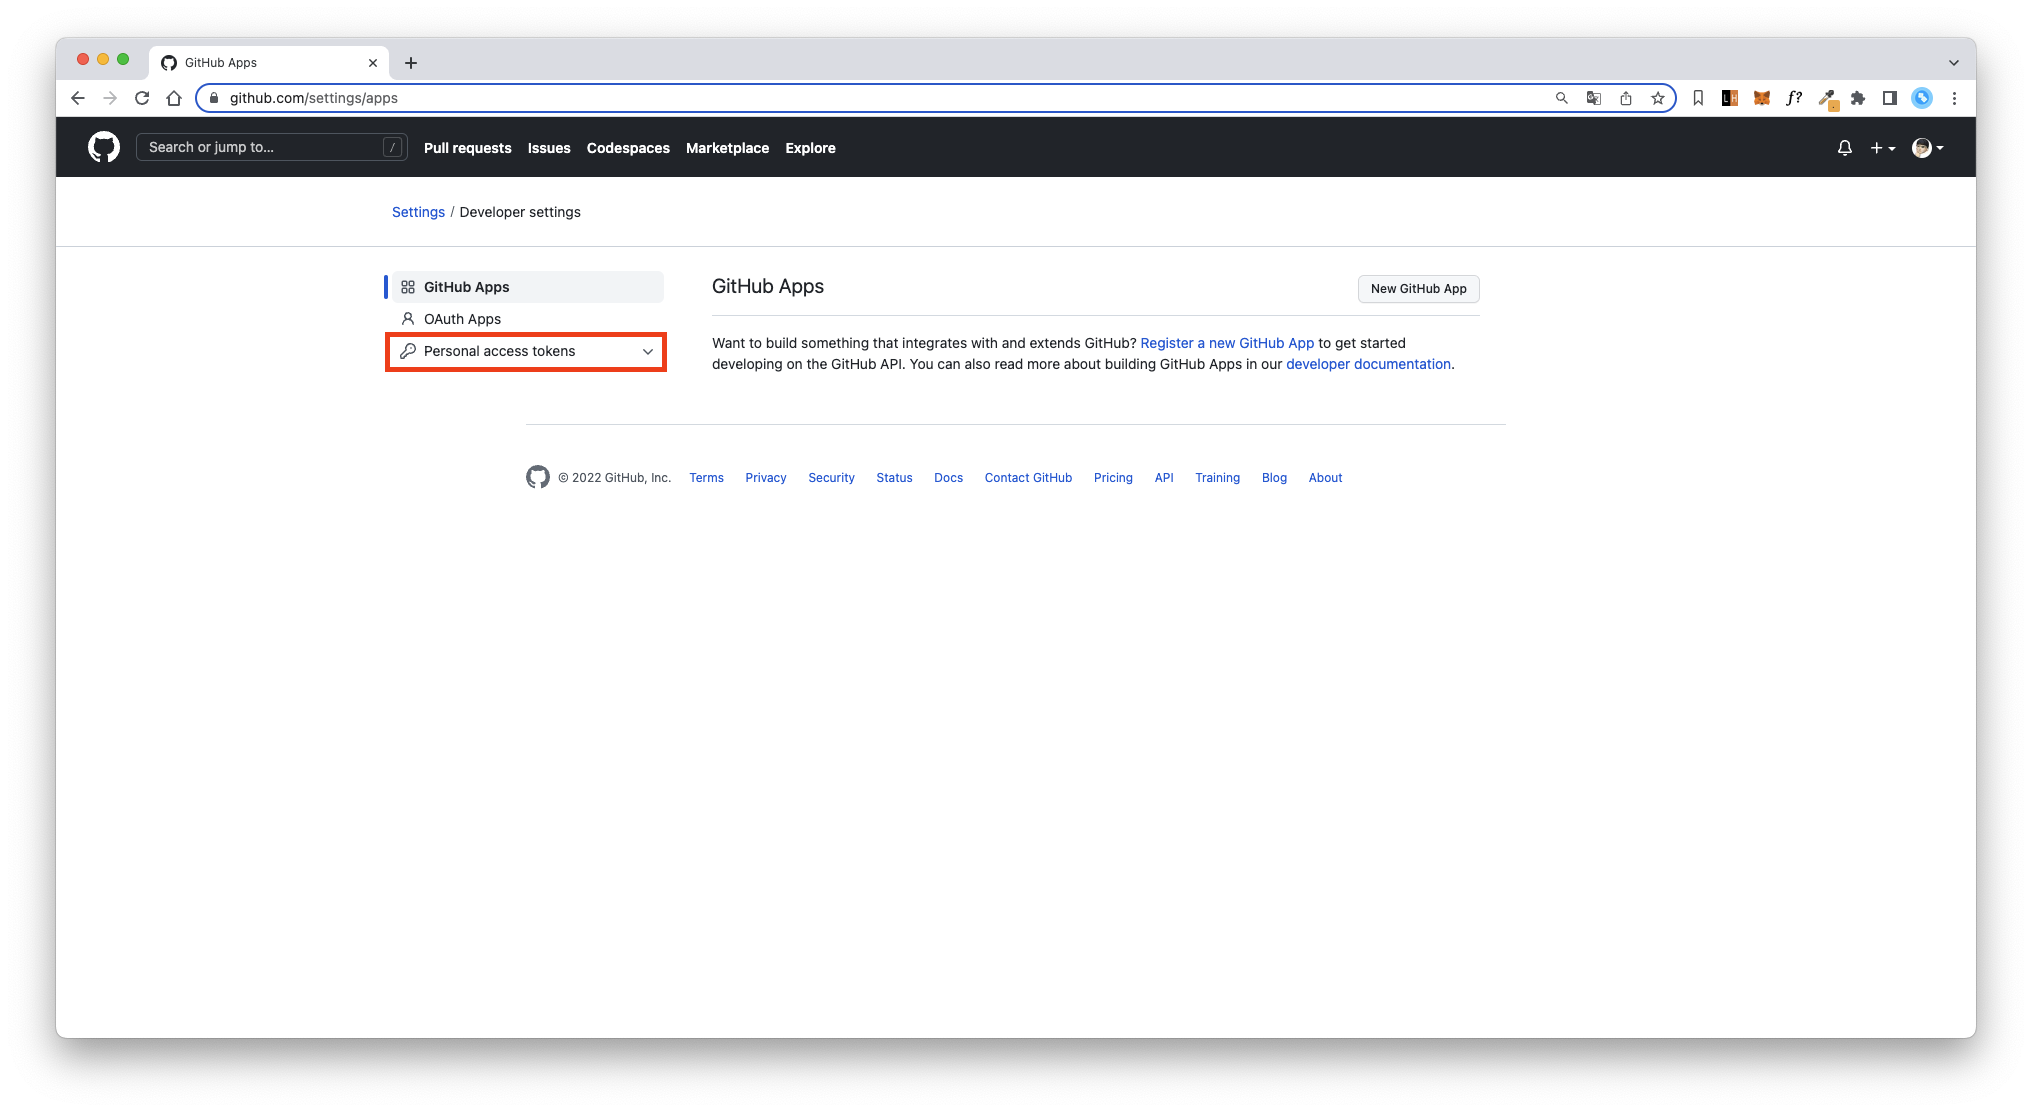 GitHub Apps
github.com/settings/apps
LH
f?
Search or jump to... /
Pull requests Issues Codespaces Marketplace Explore
Settings / Developer settings
GitHub Apps
OAuth Apps
Personal access tokens
GitHub Apps
New GitHub App
Want to build something that integrates with and extends GitHub? Register a new GitHub App to get started
developing on the GitHub API. You can also read more about building GitHub Apps in our developer documentation.
© 2022 GitHub, Inc. Terms Privacy Security Status Docs Contact GitHub Pricing API Training Blog About